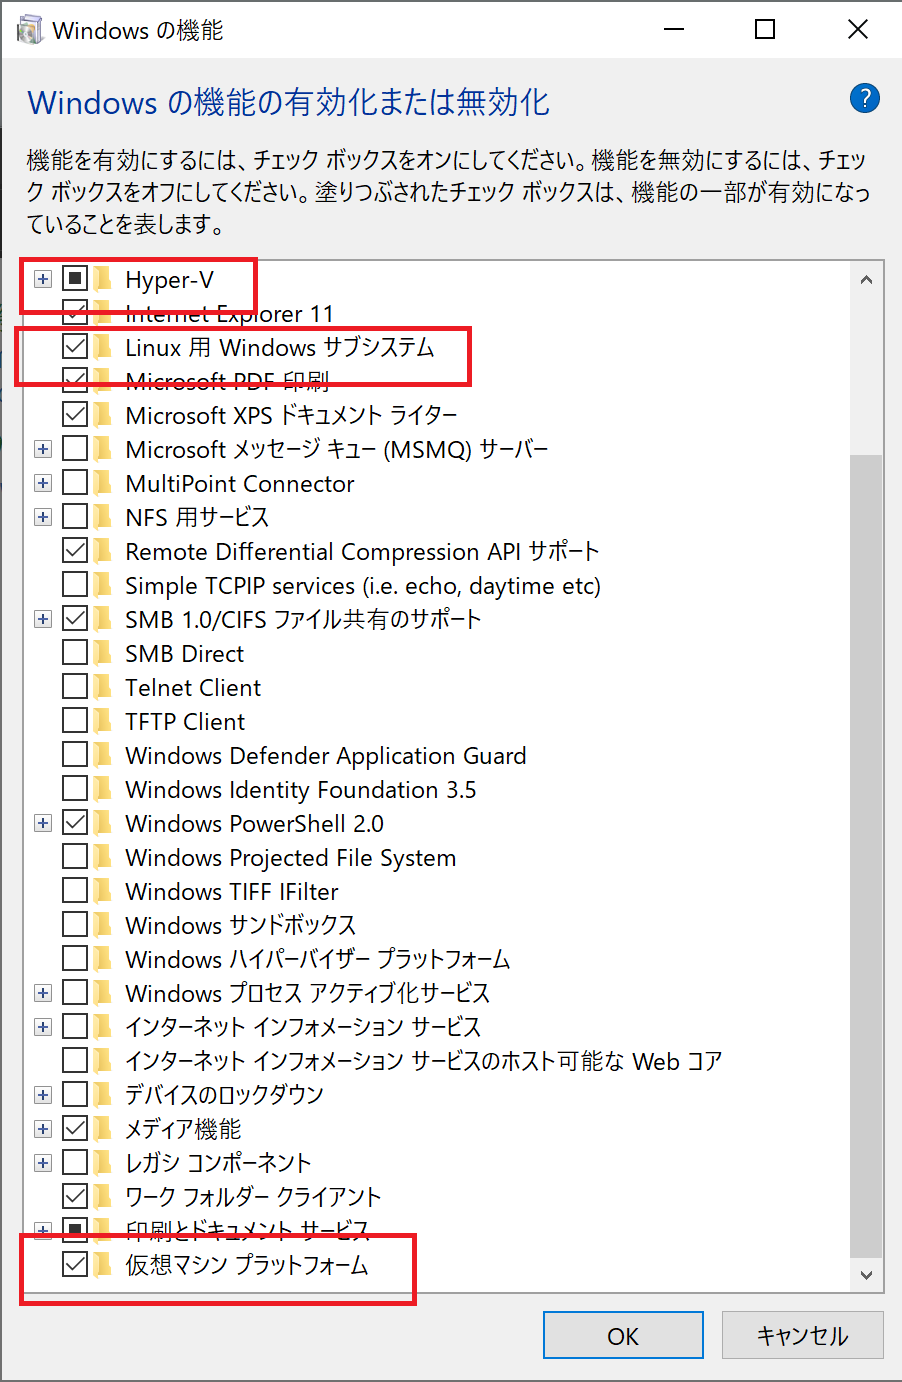 Windows の機能
Windows の機能の有効化または無効化
?
機能を有効にするには、チェック ボックスをオンにしてください。機能を無効にするには、チェッ
ク ボックスをオフにしてください。塗りつぶされたチェック ボックスは、機能の一部が有効になっ
ていることを表します。
Hyper-V
Internet Explorer 11
Linux 用 Windows サブシステム
Microsoft PDF 印刷
Microsoft XPS ドキュメント ライター
Microsoft メッセージ キュー (MSMQ) サーバー
MultiPoint Connector
NFS 用サービス
Remote Differential Compression API サポート
Simple TCPIP services (i.e. echo, daytime etc)
SMB 1.0/CIFS ファイル共有のサポート
SMB Direct
Telnet Client
TFTP Client
Windows Defender Application Guard
Windows Identity Foundation 3.5
Windows PowerShell 2.0
Windows Projected File System
Windows TIFF IFilter
Windows サンドボックス
Windows ハイパーバイザー プラットフォーム
Windows プロセス アクティブ化サービス
インターネット インフォメーション サービス
インターネット インフォメーション サービスのホスト可能な Web コア
デバイスのロックダウン
メディア機能
レガシ コンポーネント
ワーク フォルダー クライアント
印刷とドキュメント サービス
仮想マシン プラットフォーム
OK
キャンセル